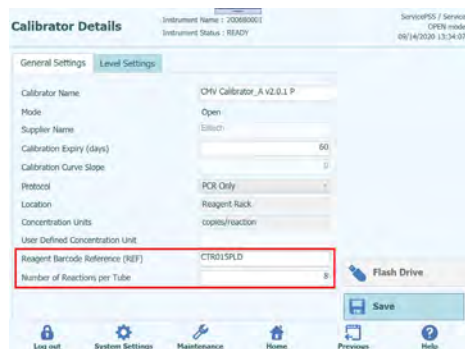 Calibrator Details
Instrument Name : 200680001
Instrument Status : READY
ServicePSS / Service
OPEN mode
09/14/2020 13:34:07
General Settings
Level Settings
Calibrator Name
CMV Calibrator_A v2.0.1 P
Mode
Open
Supplier Name
Elitech
Calibration Expiry (days)
60
Calibration Curve Slope
0
Protocol
PCR Only
Location
Reagent Rack
Concentration Units
copies/reaction
User Defined Concentration Unit
Reagent Barcode Reference (REF)
CTR015PLD
Number of Reactions per Tube
8
Flash Drive
Save
Log out
System Settings
Maintenance
Home
Previous
Help